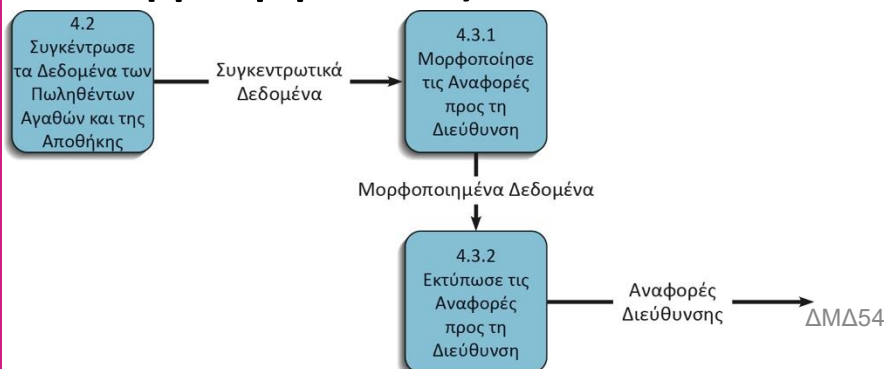 4.2
Συγκέντρωσε
τα Δεδομένα των
Πωληθέντων
Αγαθών και της
Αποθήκης
Συγκεντρωτικά
Δεδομένα
4.3.1
Μορφοποίησε
τις Αναφορές
προς τη
Διεύθυνση
Μορφοποιημένα Δεδομένα
4.3.2
Εκτύπωσε τις
Αναφορές
προς τη
Διεύθυνση
Αναφορές
Διεύθυνσης
ΔΜΔ54